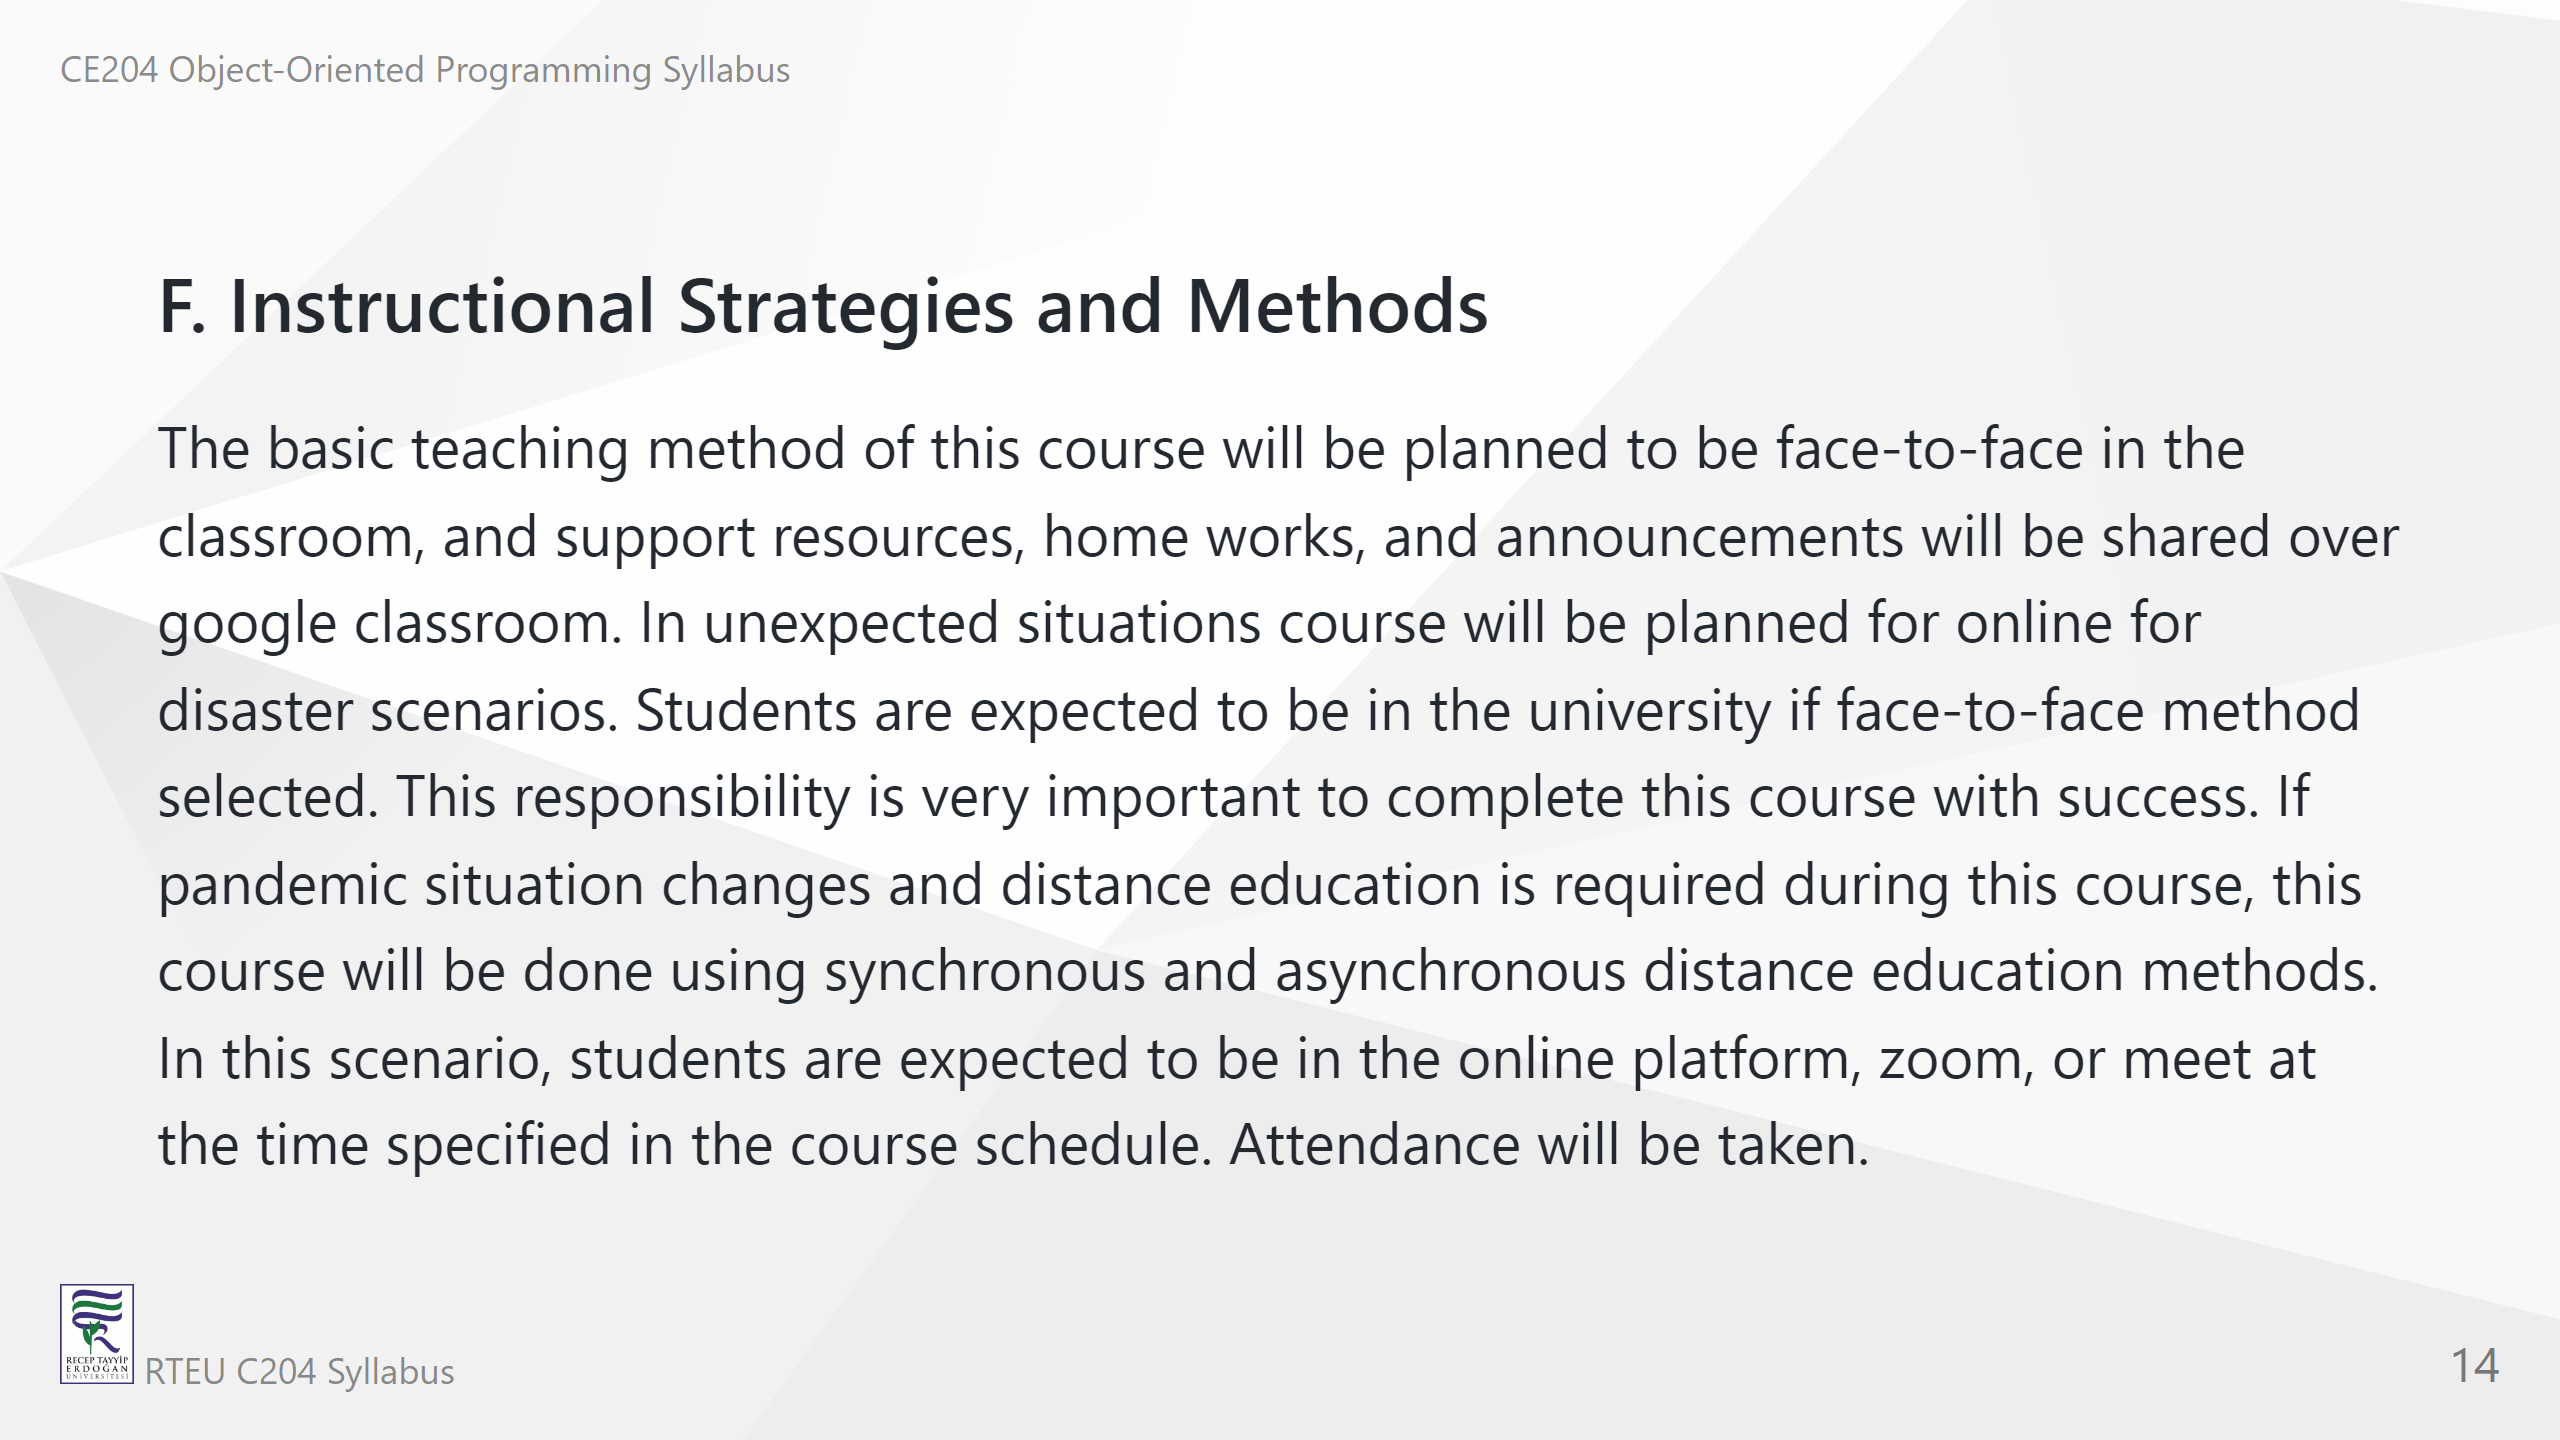 CE204 Object-Oriented Programming Syllabus
F. Instructional Strategies and Methods
The basic teaching method of this course will be planned to be face-to-face in the
classroom, and support resources, home works, and announcements will be shared over
google classroom. In unexpected situations course will be planned for online for
disaster scenarios. Students are expected to be in the university if face-to-face method
selected. This responsibility is very important to complete this course with success. If
pandemic situation changes and distance education is required during this course, this
course will be done using synchronous and asynchronous distance education methods.
In this scenario, students are expected to be in the online platform, zoom, or meet at
the time specified in the course schedule. Attendance will be taken.
RECEP TAYYİP
ERDOĞAN
ÜNİVERSİTESİ
RTEU C204 Syllabus
14